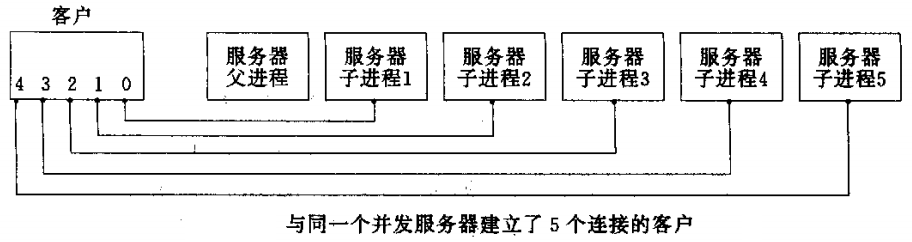 客户
服务器 服务器 服务器 服务器 服务器 服务器
父进程 子进程1 子进程2 子进程3 子进程4 子进程5
4 3 2 1 0
与同一个并发服务器建立了5个连接的客户